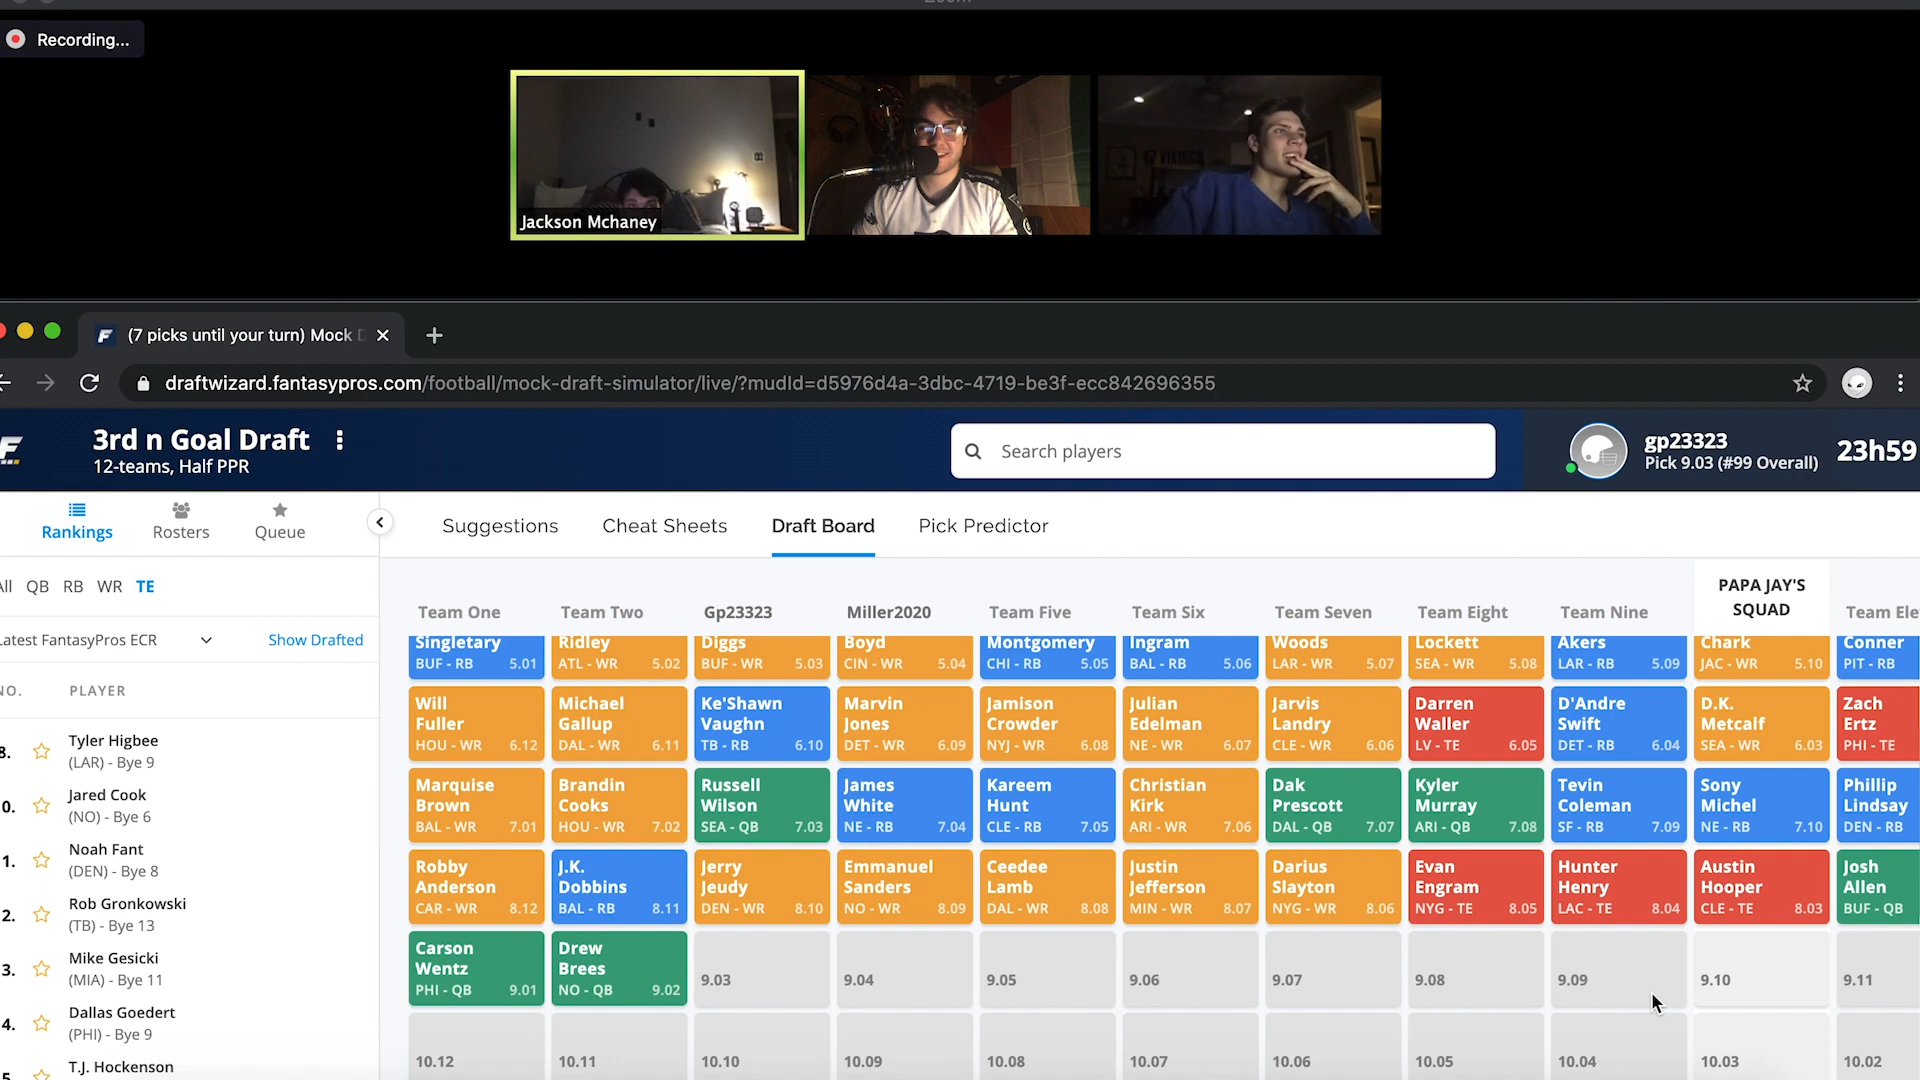 Recording...
Jackson Mchaney
VIKINGS
(7 picks until your turn) Mock
draftwizard.fantasypros.com/football/mock-draft-simulator/live/?mudId=d5976d4a-3dbc-4719-be3f-ecc842696355
3rd n Goal Draft
12-teams, Half PPR
Search players
gp23323
Pick 9.03 (#99 Overall)
23h59
Rankings Rosters Queue
Suggestions Cheat Sheets Draft Board Pick Predictor
All QB RB WR TE
Latest FantasyPros ECR Show Drafted
NO. PLAYER
8. Tyler Higbee
(LAR) - Bye 9
0. Jared Cook
(NO) - Bye 6
1. Noah Fant
(DEN) - Bye 8
2. Rob Gronkowski
(TB) - Bye 13
3. Mike Gesicki
(MIA) - Bye 11
4. Dallas Goedert
(PHI) - Bye 9
5. T.J. Hockenson
Team One Team Two Gp23323 Miller2020 Team Five Team Six Team Seven Team Eight Team Nine PAPA JAY'S SQUAD Team Ele
Singletary Ridley Diggs Boyd Montgomery Ingram Woods Lockett Akers Chark Conner
BUF - RB 5.01 ATL - WR 5.02 BUF - WR 5.03 CIN - WR 5.04 CHI - RB 5.05 BAL - RB 5.06 LAR - WR 5.07 SEA - WR 5.08 LAR - RB 5.09 JAC - WR 5.10 PIT - RB
Will Michael Ke'Shawn Marvin Jamison Julian Jarvis Darren D'Andre D.K. Zach
Fuller Gallup Vaughn Jones Crowder Edelman Landry Waller Swift Metcalf Ertz
HOU - WR 6.12 DAL - WR 6.11 TB - RB 6.10 DET - WR 6.09 NYJ - WR 6.08 NE - WR 6.07 CLE - WR 6.06 LV - TE 6.05 DET - RB 6.04 SEA - WR 6.03 PHI - TE
Marquise Brandin Russell James Kareem Christian Dak Kyler Tevin Sony Phillip
Brown Cooks Wilson White Hunt Kirk Prescott Murray Coleman Michel Lindsay
BAL - WR 7.01 HOU - WR 7.02 SEA - QB 7.03 NE - RB 7.04 CLE - RB 7.05 ARI - WR 7.06 DAL - QB 7.07 ARI - QB 7.08 SF - RB 7.09 NE - RB 7.10 DEN - RB
Robby J.K. Jerry Emmanuel Ceedee Justin Darius Evan Hunter Austin Josh
Anderson Dobbins Jeudy Sanders Lamb Jefferson Slayton Engram Henry Hooper Allen
CAR - WR 8.12 BAL - RB 8.11 DEN - WR 8.10 NO - WR 8.09 DAL - WR 8.08 MIN - WR 8.07 NYG - WR 8.06 NYG - TE 8.05 LAC - TE 8.04 CLE - TE 8.03 BUF - QB
Carson Drew
Wentz Brees
PHI - QB 9.01 NO - QB 9.02 9.03 9.04 9.05 9.06 9.07 9.08 9.09 9.10 9.11
10.12 10.11 10.10 10.09 10.08 10.07 10.06 10.05 10.04 10.03 10.02